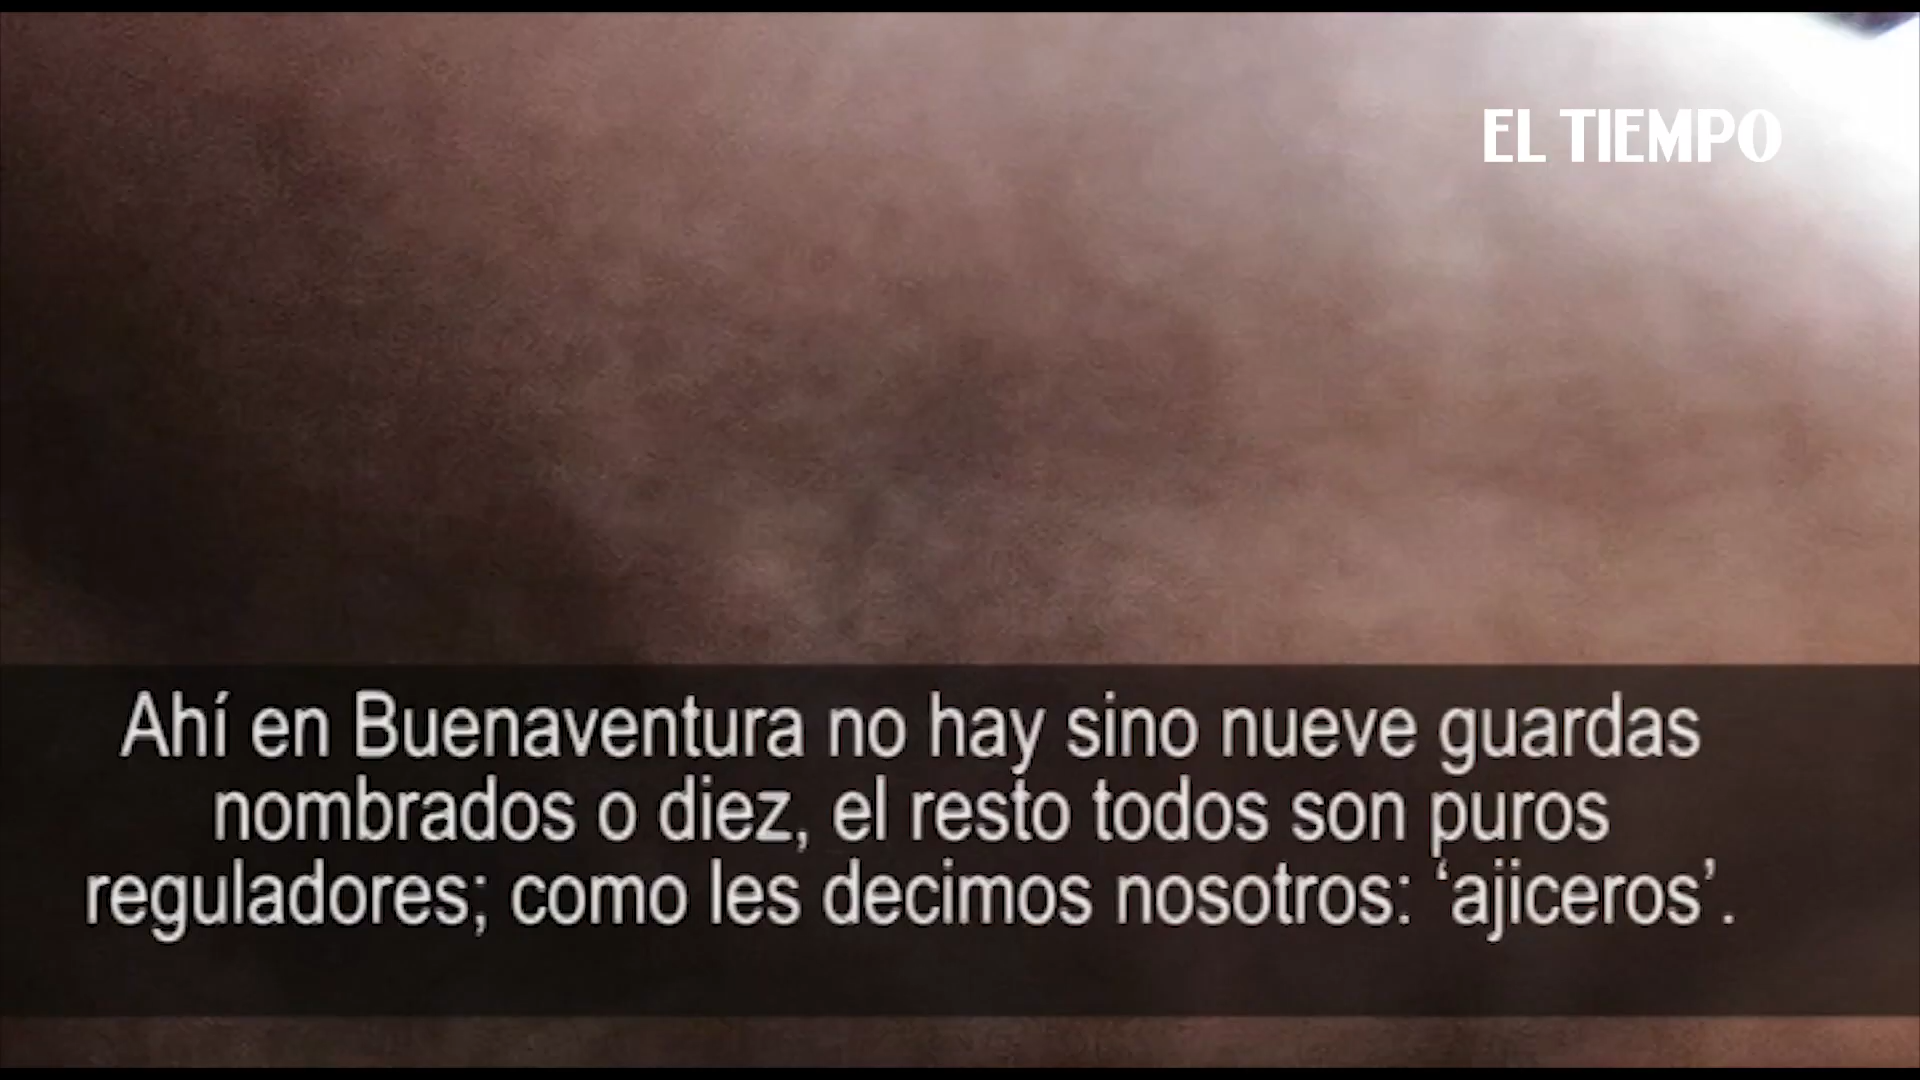 EL TIEMPO
Ahí en Buenaventura no hay sino nueve guardas
nombrados o diez, el resto todos son puros
reguladores; como les decimos nosotros: ‘ajiceros’.